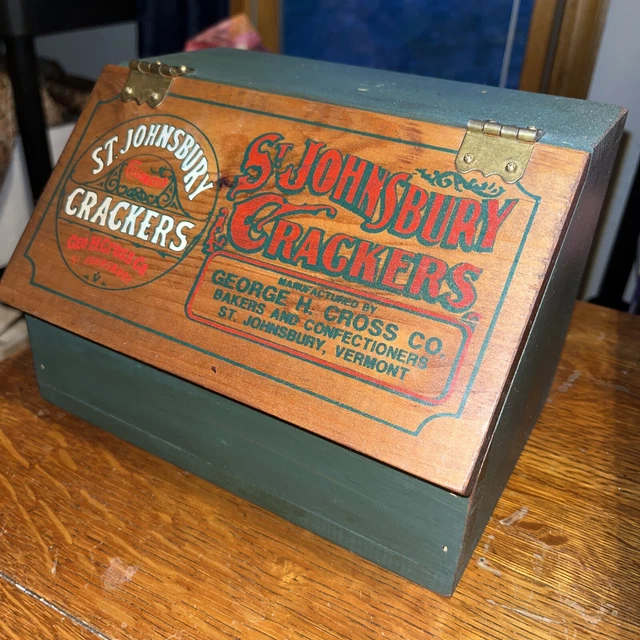 ST. JOHNSBURY
CRACKERS
ST. JOHNSBURY
CRACKERS
MANUFACTURED BY
GEORGE H. CROSS CO.
BAKERS AND CONFECTIONERS
ST. JOHNSBURY, VERMONT